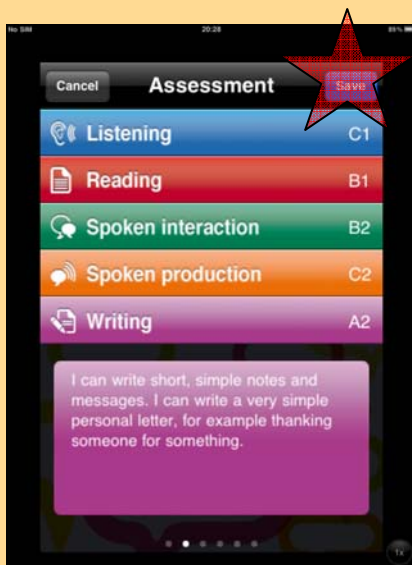 No SIM 20:28 89%
Cancel Assessment Save
Listening C1
Reading B1
Spoken interaction B2
Spoken production C2
Writing A2
I can write short, simple notes and
messages. I can write a very simple
personal letter, for example thanking
someone for something.
1x